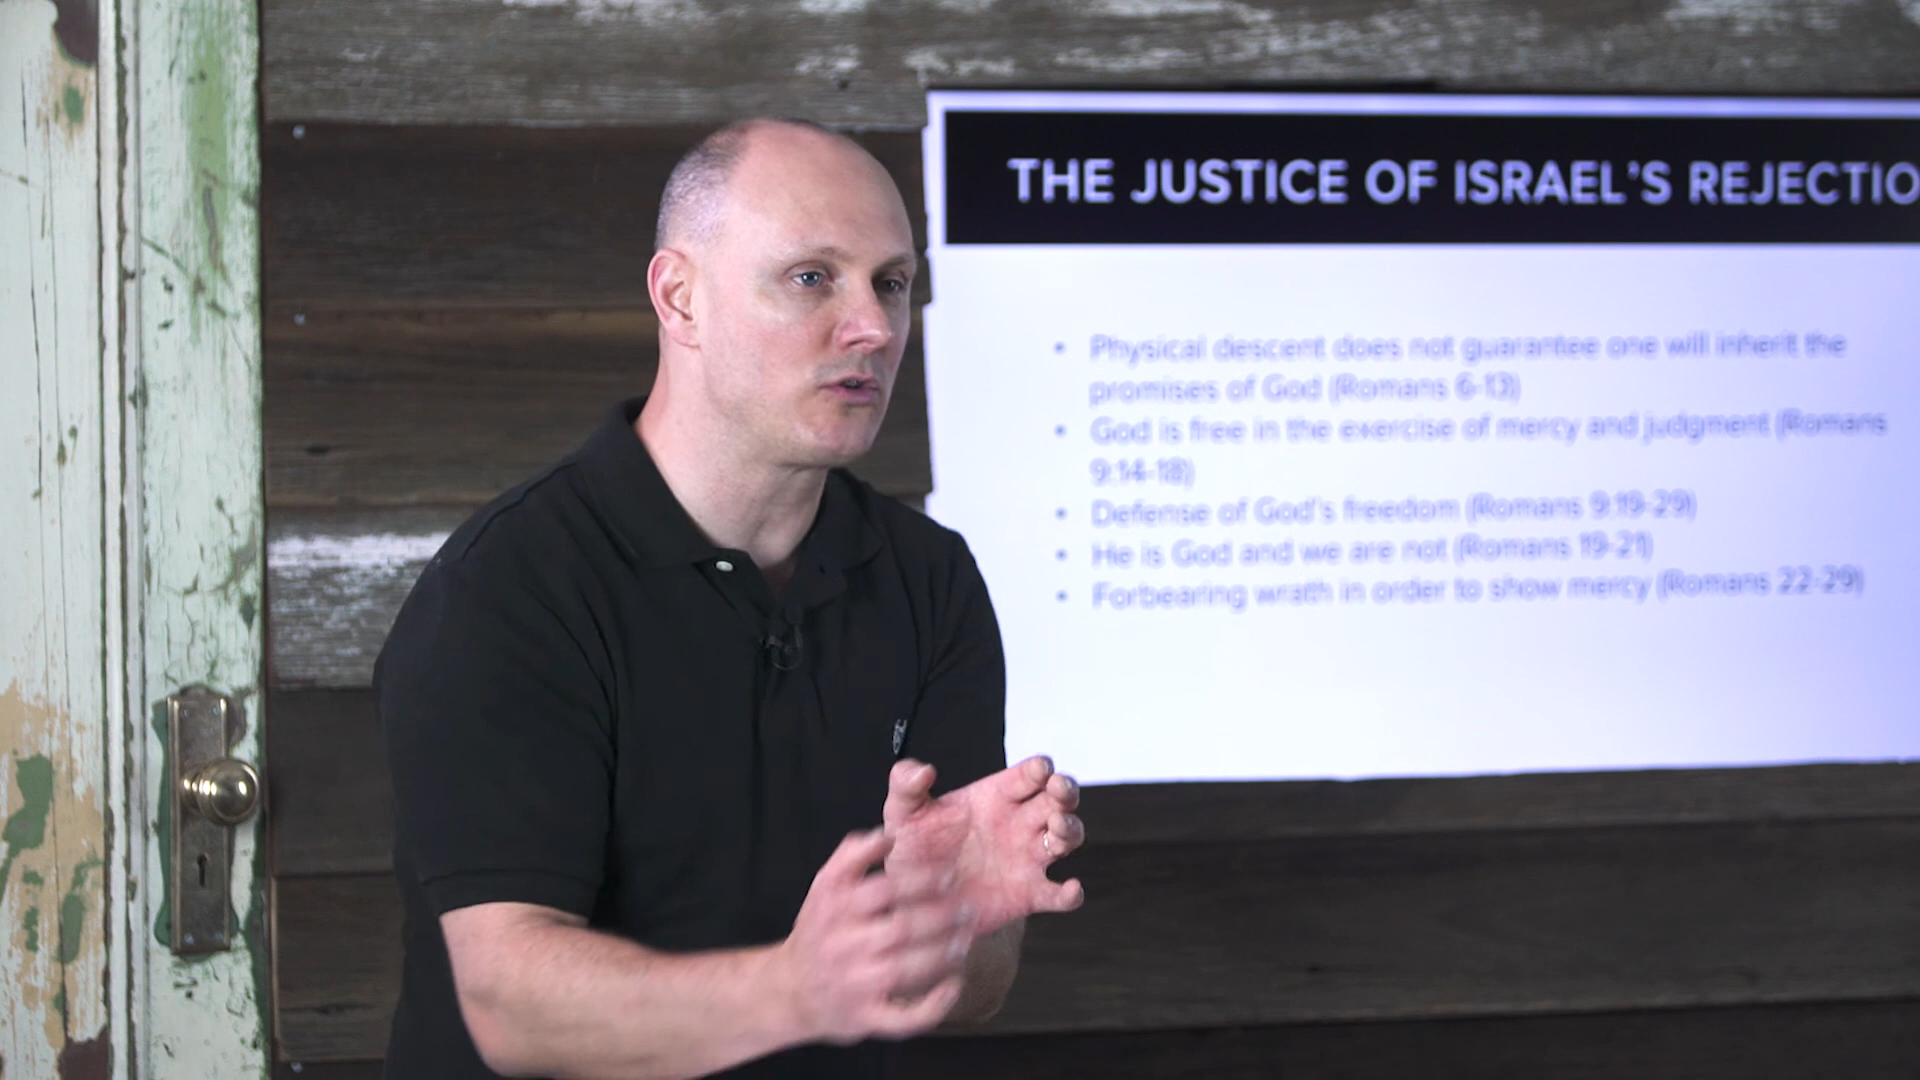 THE JUSTICE OF ISRAEL'S REJECTIO
• Physical descent does not guarantee one will inherit the
promises of God (Romans 6-13)
• God is free in the exercise of mercy and judgment (Romans
9:14-18)
• Defense of God's freedom (Romans 9:19-29)
• He is God and we are not (Romans 19-21)
• Forbearing wrath in order to show mercy (Romans 22-29)